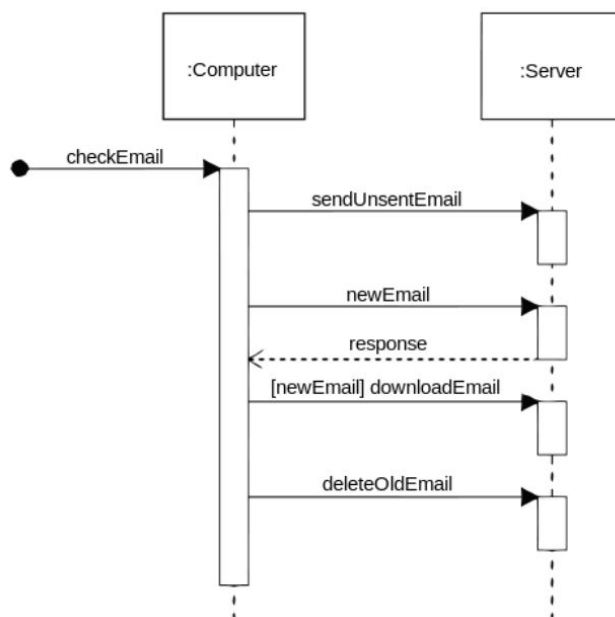 :Computer
:Server
checkEmail
sendUnsentEmail
newEmail
response
[newEmail] downloadEmail
deleteOldEmail